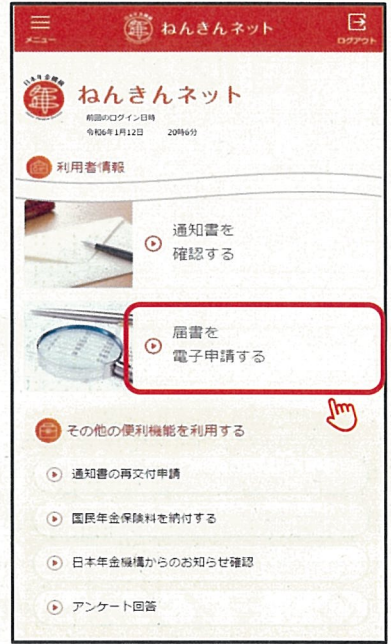 メニュー
ねんきんネット
ログアウト
日本年金機構
ねんきんネット
前回のログイン日時
令和6年1月12日 20時6分
利用者情報
通知書を
確認する
届書を
電子申請する
その他の便利機能を利用する
通知書の再交付申請
国民年金保険料を納付する
日本年金機構からのお知らせ確認
アンケート回答